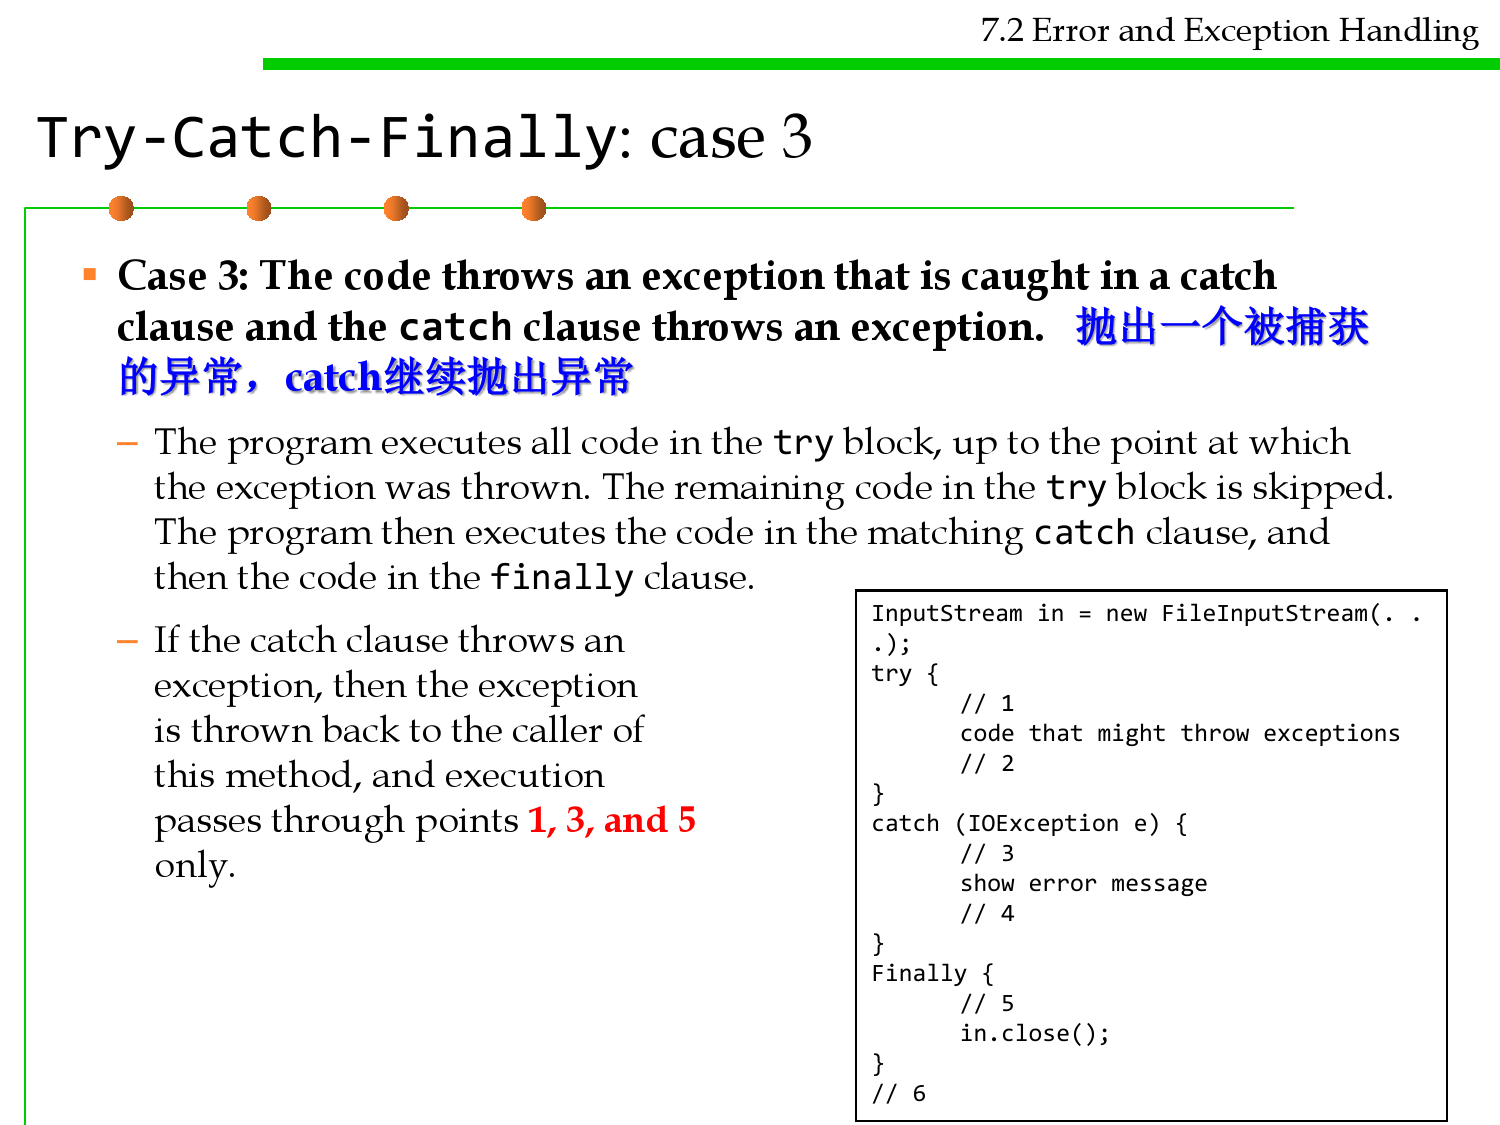 7.2 Error and Exception Handling
Try-Catch-Finally: case 3
Case 3: The code throws an exception that is caught in a catch
clause and the catch clause throws an exception. 抛出一个被捕获
的异常，catch继续抛出异常
– The program executes all code in the try block, up to the point at which
the exception was thrown. The remaining code in the try block is skipped.
The program then executes the code in the matching catch clause, and
then the code in the finally clause.
– If the catch clause throws an
exception, then the exception
is thrown back to the caller of
this method, and execution
passes through points 1, 3, and 5
only.
InputStream in = new FileInputStream(. .
.);
try {
// 1
code that might throw exceptions
// 2
}
catch (IOException e) {
// 3
show error message
// 4
}
Finally {
// 5
in.close();
}
// 6